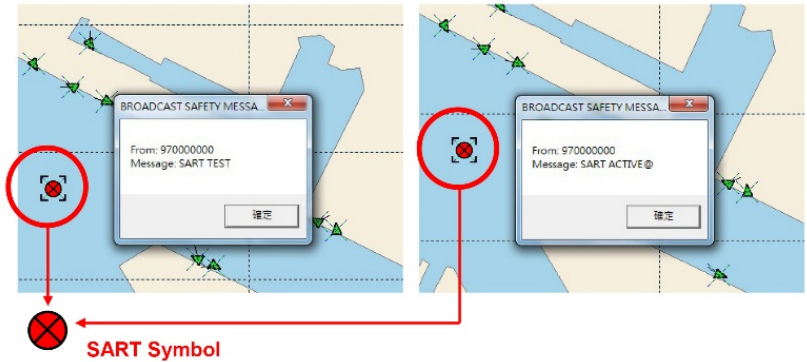 BROADCAST SAFETY MESSA...
From: 970000000
Message: SART TEST
確定
BROADCAST SAFETY MESSA...
From: 970000000
Message: SART ACTIVE@
確定
SART Symbol